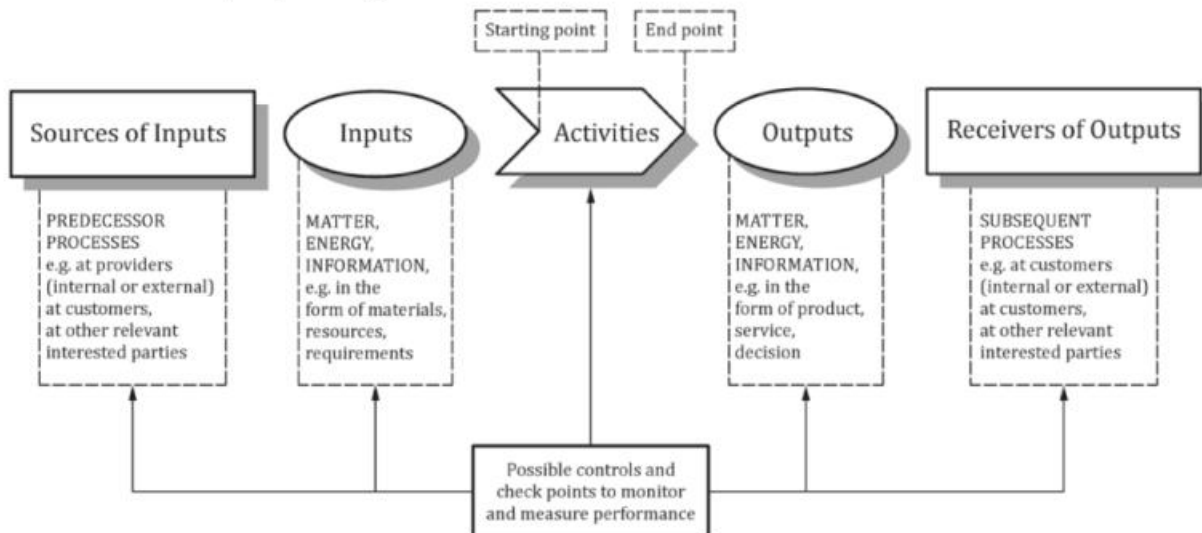 Starting point
End point
Sources of Inputs
Inputs
Activities
Outputs
Receivers of Outputs
PREDECESSOR
PROCESSES
e.g. at providers
(internal or external)
at customers,
at other relevant
interested parties
MATTER,
ENERGY,
INFORMATION,
e.g. in the
form of materials,
resources,
requirements
MATTER,
ENERGY,
INFORMATION,
e.g. in the
form of product,
service,
decision
SUBSEQUENT
PROCESSES
e.g. at customers
(internal or external)
at customers,
at other relevant
interested parties
Possible controls and
check points to monitor
and measure performance